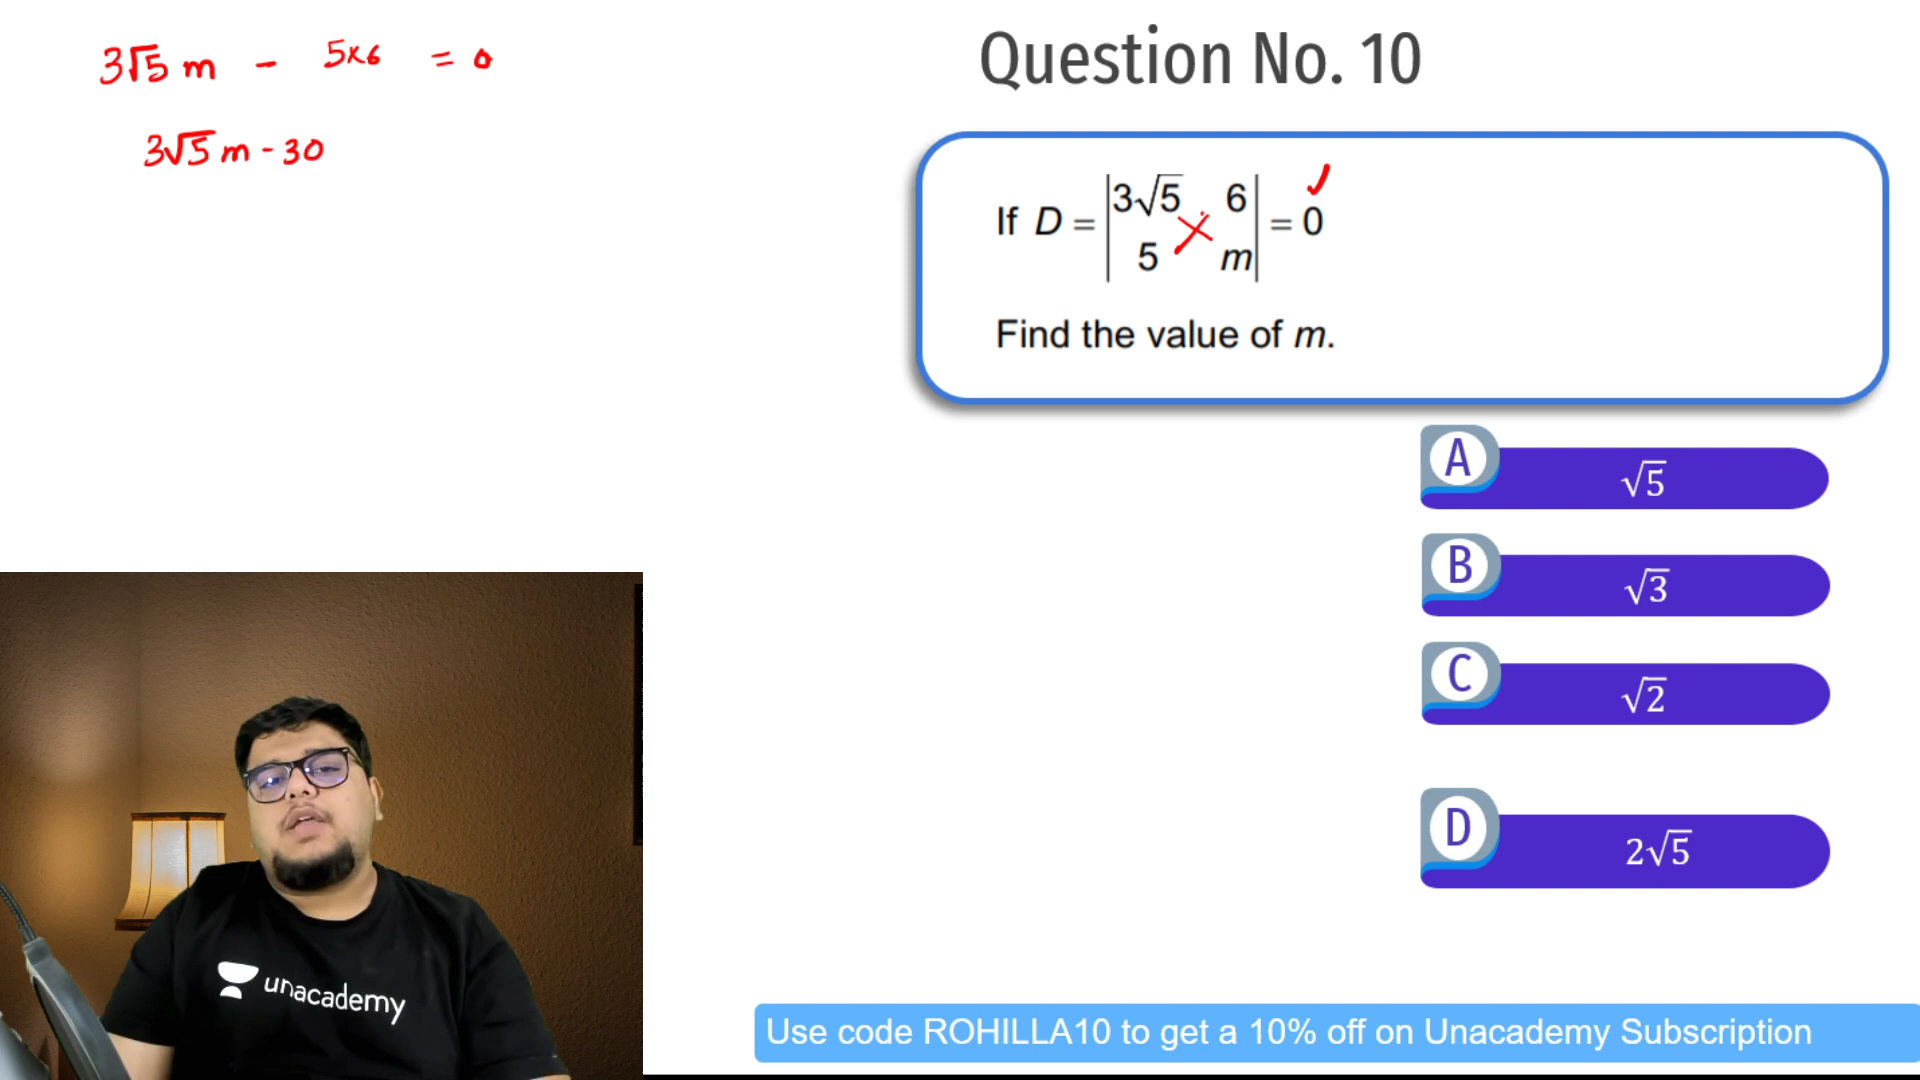 3√5 m - 5×6 = 0
3√5 m - 30
Question No. 10
If D = |3√5 6| = 0
|5 m|
Find the value of m.
A √5
B √3
C √2
D 2√5
unacademy
Use code ROHILLA10 to get a 10% off on Unacademy Subscription